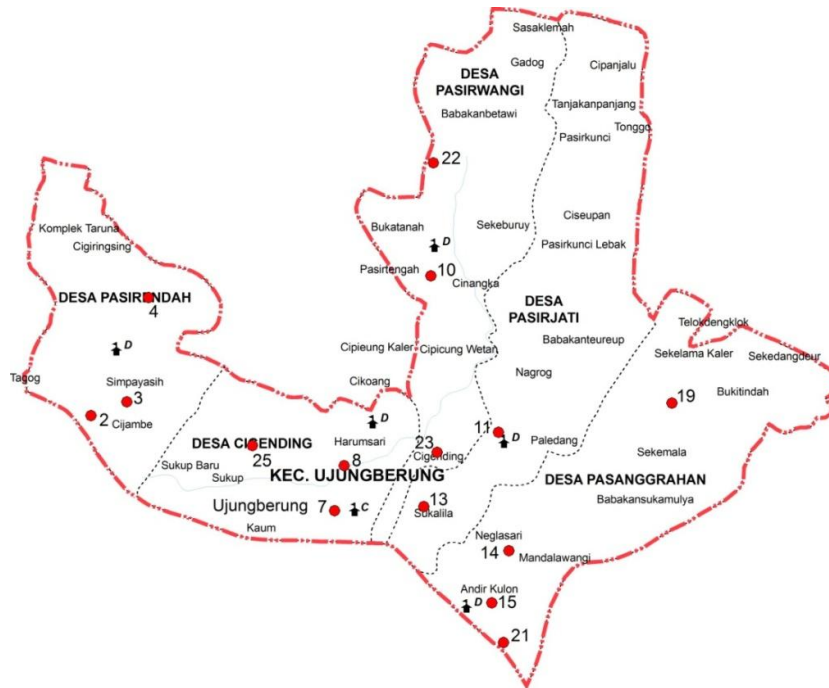 Sasaklemah
DESA
PASIRWANGI
Gadog
Cipanjalu
Tanjakanpanjang
Babakanbetawi
Tonggo
Pasirkunci
22
Komplek Taruna
Cigiringsing
Bukatanah
Sekeburuy
Ciseupan
D
Pasirkunci Lebak
Pasirtengah
10
Cinangka
DESA PASIRENDAH
4
DESA
PASIRJATI
Telokdengklok
D
Cipieung Kaler
Cipicung Wetan
Babakanteureup
Sekelama Kaler
Sekedangdeur
Tagog
Simpayasih
3
Cikoang
Nagrog
Bukitindah
19
2
Cijambe
D
DESA CIGENDING
Harumsari
23
11
D
Paledang
Cigending
Sekemala
Sukup Baru
25
8
Sukup
KEC. UJUNGBERUNG
DESA PASANGGRAHAN
Babakansukamulya
Ujungberung
7
C
13
Sukalila
Kaum
Neglasari
14
Mandalawangi
Andir Kulon
D
15
21